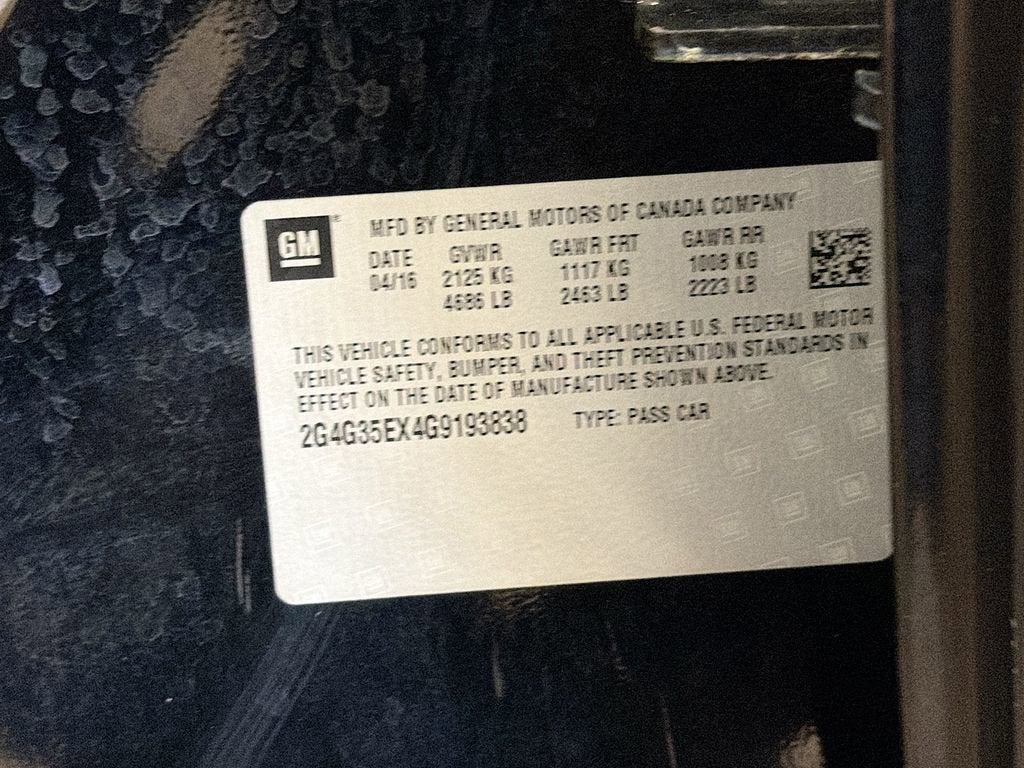 GM
MFD BY GENERAL MOTORS OF CANADA COMPANY
DATE GVWR GAWR FRT GAWR RR
04/16 2125 KG 1117 KG 1008 KG
4686 LB 2463 LB 2223 LB
THIS VEHICLE CONFORMS TO ALL APPLICABLE U.S. FEDERAL MOTOR
VEHICLE SAFETY, BUMPER, AND THEFT PREVENTION STANDARDS IN
EFFECT ON THE DATE OF MANUFACTURE SHOWN ABOVE.
2G4G35EX4G9193838 TYPE: PASS CAR